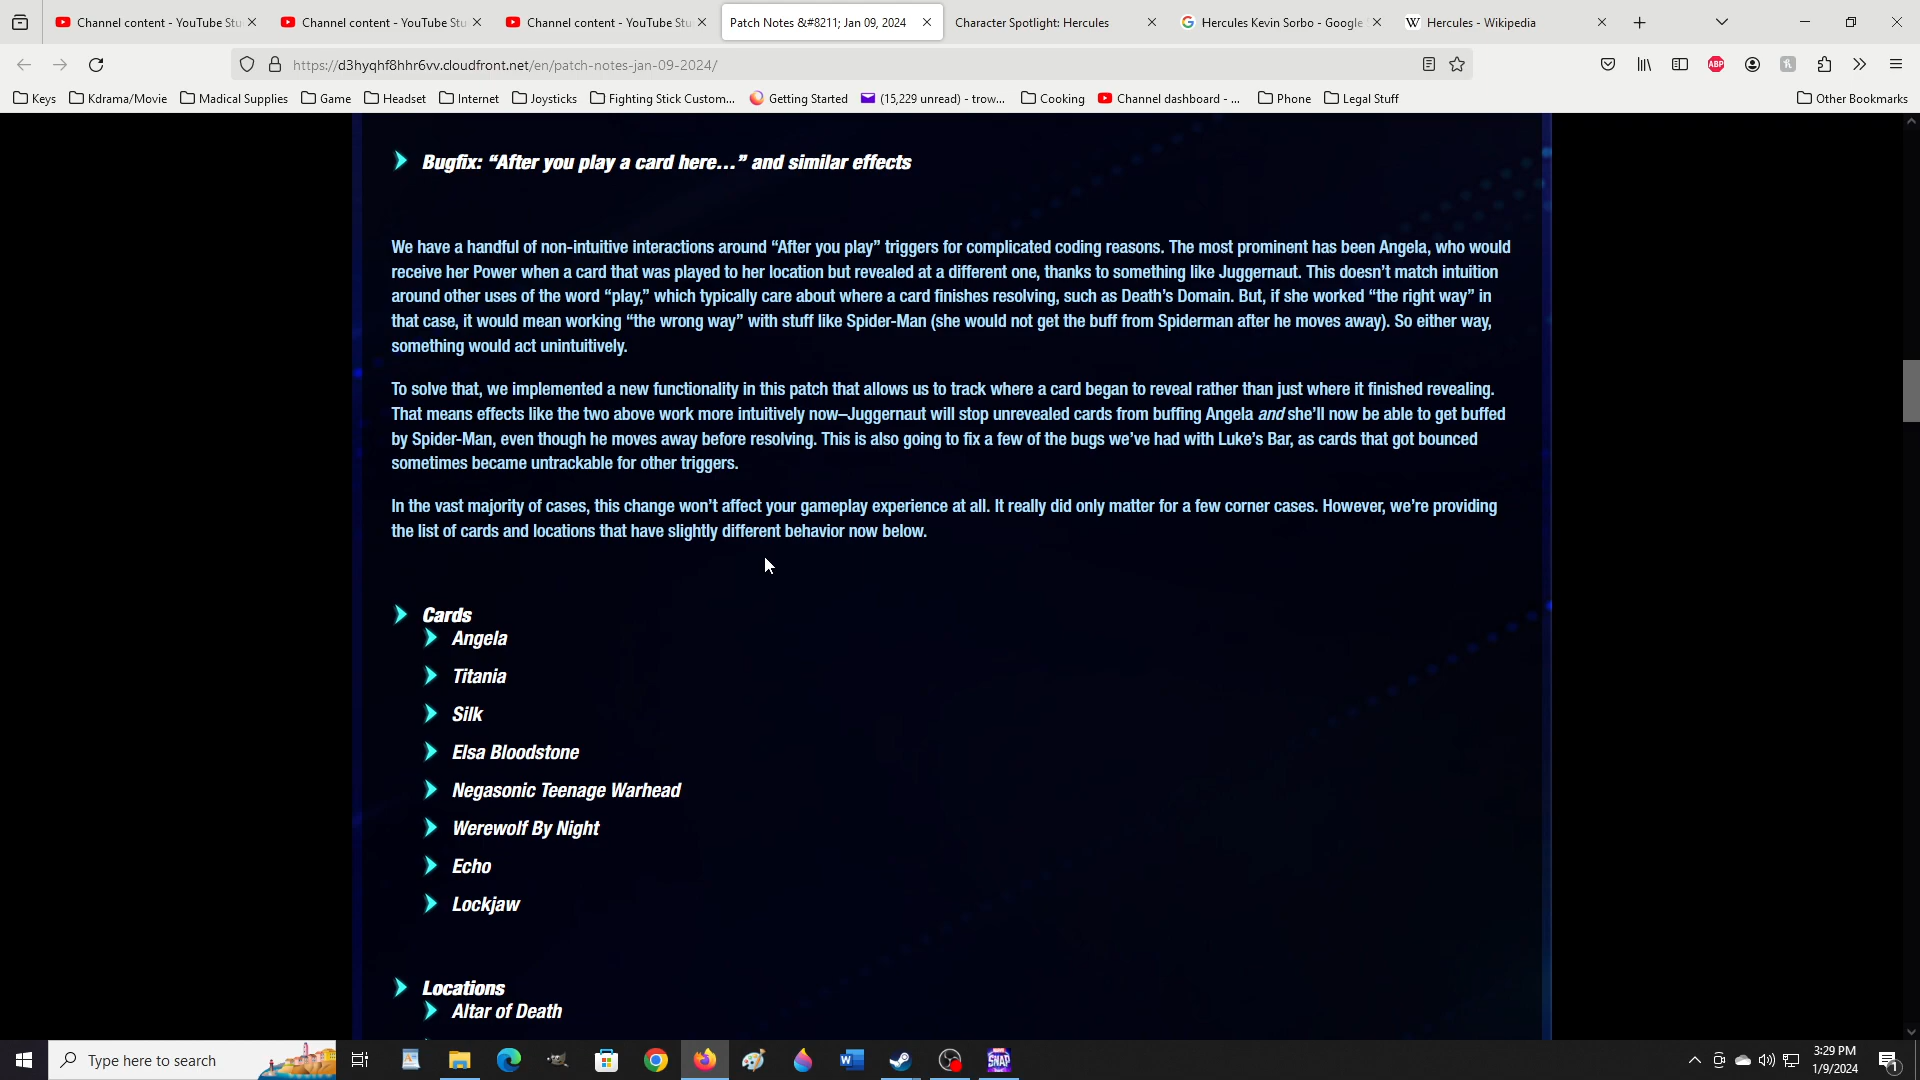 Channel content - YouTube Stu
Channel content - YouTube Stu
Channel content - YouTube Stu
Patch Notes &#8211; Jan 09, 2024
Character Spotlight: Hercules
Hercules Kevin Sorbo - Google
W Hercules - Wikipedia
https://d3hyqhf8hhr6vv.cloudfront.net/en/patch-notes-jan-09-2024/
ABP
Keys
Kdrama/Movie
Madical Supplies
Game
Headset
Internet
Joysticks
Fighting Stick Custom...
Getting Started
(15,229 unread) - trow...
Cooking
Channel dashboard - ...
Phone
Legal Stuff
Other Bookmarks
Bugfix: “After you play a card here…” and similar effects
We have a handful of non-intuitive interactions around “After you play” triggers for complicated coding reasons. The most prominent has been Angela, who would
receive her Power when a card that was played to her location but revealed at a different one, thanks to something like Juggernaut. This doesn’t match intuition
around other uses of the word “play,” which typically care about where a card finishes resolving, such as Death’s Domain. But, if she worked “the right way” in
that case, it would mean working “the wrong way” with stuff like Spider-Man (she would not get the buff from Spiderman after he moves away). So either way,
something would act unintuitively.
To solve that, we implemented a new functionality in this patch that allows us to track where a card began to reveal rather than just where it finished revealing.
That means effects like the two above work more intuitively now–Juggernaut will stop unrevealed cards from buffing Angela and she’ll now be able to get buffed
by Spider-Man, even though he moves away before resolving. This is also going to fix a few of the bugs we’ve had with Luke’s Bar, as cards that got bounced
sometimes became untrackable for other triggers.
In the vast majority of cases, this change won’t affect your gameplay experience at all. It really did only matter for a few corner cases. However, we’re providing
the list of cards and locations that have slightly different behavior now below.
Cards
Angela
Titania
Silk
Elsa Bloodstone
Negasonic Teenage Warhead
Werewolf By Night
Echo
Lockjaw
Locations
Altar of Death
Type here to search
SNAP
3:29 PM
1/9/2024
1